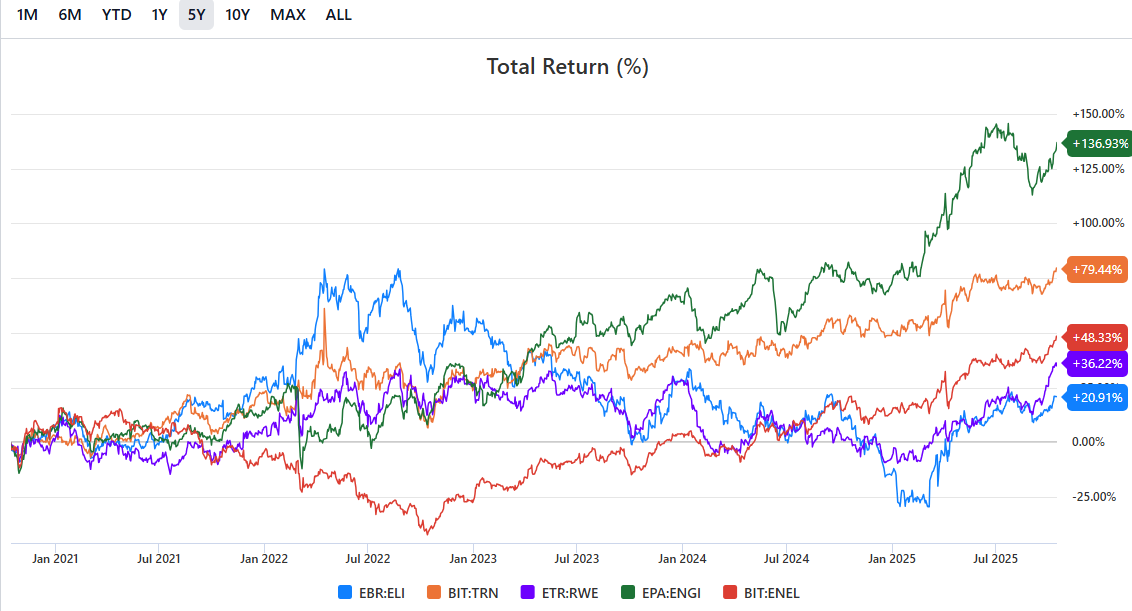 1M 6M YTD 1Y 5Y 10Y MAX ALL
Total Return (%)
+150.00%
+136.93%
+125.00%
+100.00%
+79.44%
+48.33%
+36.22%
+20.91%
0.00%
-25.00%
Jan 2021 Jul 2021 Jan 2022 Jul 2022 Jan 2023 Jul 2023 Jan 2024 Jul 2024 Jan 2025 Jul 2025
EBR:ELI BIT:TRN ETR:RWE EPA:ENGI BIT:ENEL